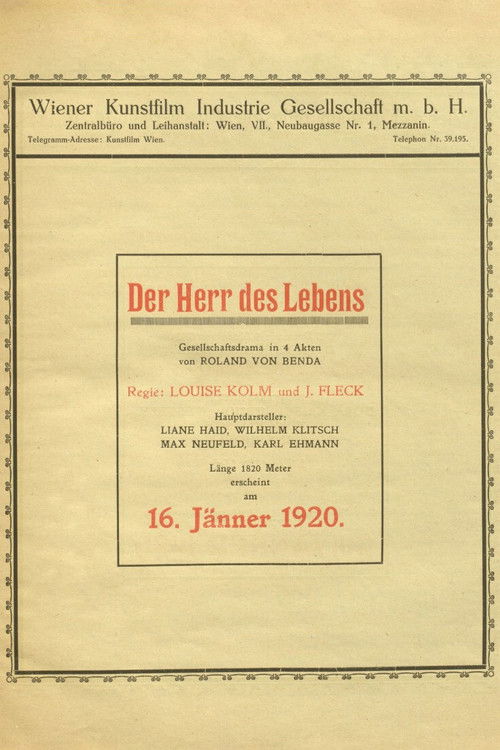 Wiener Kunstfilm Industrie Gesellschaft m. b. H.
Zentralbüro und Leihanstalt: Wien, VII., Neubaugasse Nr. 1, Mezzanin.
Telegramm-Adresse: Kunstfilm Wien. Telephon Nr. 39.195.
Der Herr des Lebens
Gesellschaftsdrama in 4 Akten
von ROLAND VON BENDA
Regie: LOUISE KOLM und J. FLECK
Hauptdarsteller:
LIANE HAID, WILHELM KLITSCH
MAX NEUFELD, KARL EHMANN
Länge 1820 Meter
erscheint
am
16. Jänner 1920.